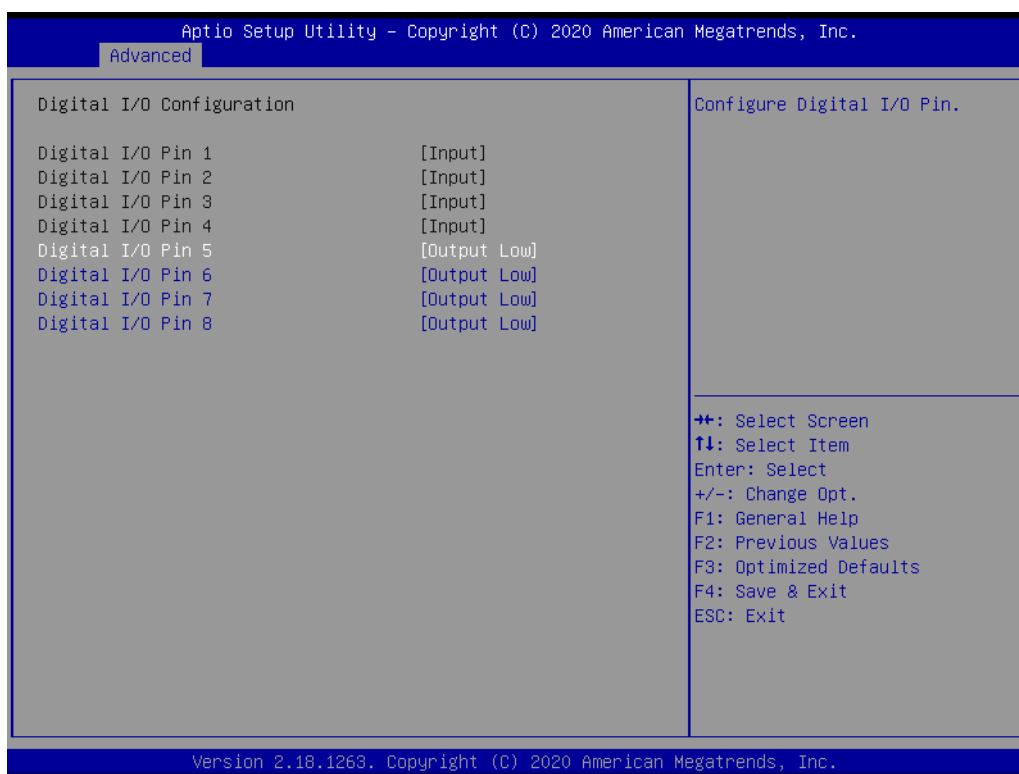 Aptio Setup Utility – Copyright (C) 2020 American Megatrends, Inc.
Advanced
Digital I/O Configuration
Digital I/O Pin 1 [Input]
Digital I/O Pin 2 [Input]
Digital I/O Pin 3 [Input]
Digital I/O Pin 4 [Input]
Digital I/O Pin 5 [Output Low]
Digital I/O Pin 6 [Output Low]
Digital I/O Pin 7 [Output Low]
Digital I/O Pin 8 [Output Low]
Configure Digital I/O Pin.
→←: Select Screen
↑↓: Select Item
Enter: Select
+/-: Change Opt.
F1: General Help
F2: Previous Values
F3: Optimized Defaults
F4: Save & Exit
ESC: Exit
Version 2.18.1263. Copyright (C) 2020 American Megatrends, Inc.